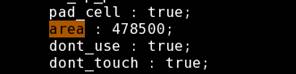 pad_cell : true;
area : 478500;
dont_use : true;
dont_touch : true;